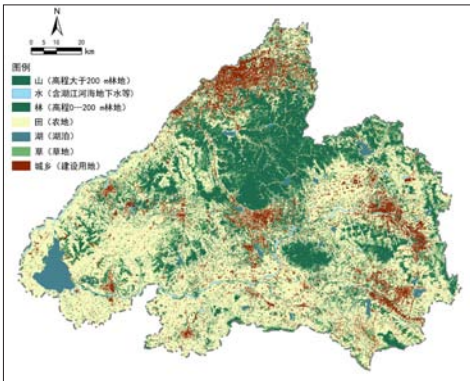 N
0 5 10 20
km
图例
山（高程大于200 m林地）
水（含湖江河海地下水等）
林（高程0—200 m林地）
田（农地）
湖（湖泊）
草（草地）
城乡（建设用地）